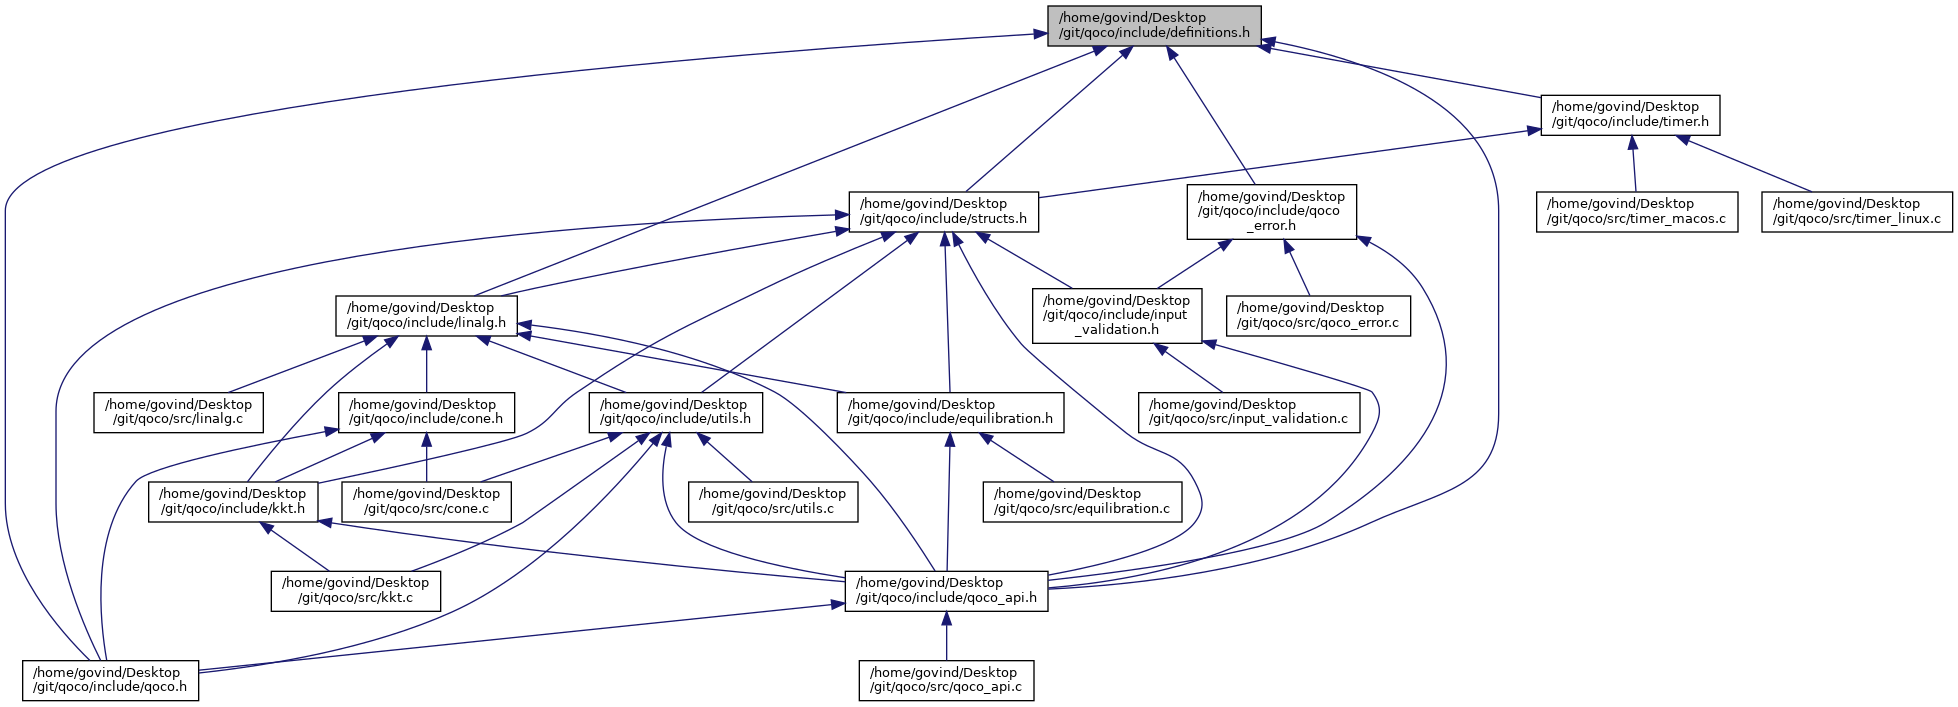 /home/govind/Desktop
/git/qoco/include/definitions.h
/home/govind/Desktop
/git/qoco/include/timer.h
/home/govind/Desktop
/git/qoco/include/structs.h
/home/govind/Desktop
/git/qoco/include/qoco
_error.h
/home/govind/Desktop
/git/qoco/src/timer_macos.c
/home/govind/Desktop
/git/qoco/src/timer_linux.c
/home/govind/Desktop
/git/qoco/include/linalg.h
/home/govind/Desktop
/git/qoco/include/input
_validation.h
/home/govind/Desktop
/git/qoco/src/qoco_error.c
/home/govind/Desktop
/git/qoco/src/linalg.c
/home/govind/Desktop
/git/qoco/include/cone.h
/home/govind/Desktop
/git/qoco/include/utils.h
/home/govind/Desktop
/git/qoco/include/equilibration.h
/home/govind/Desktop
/git/qoco/src/input_validation.c
/home/govind/Desktop
/git/qoco/include/kkt.h
/home/govind/Desktop
/git/qoco/src/cone.c
/home/govind/Desktop
/git/qoco/src/utils.c
/home/govind/Desktop
/git/qoco/src/equilibration.c
/home/govind/Desktop
/git/qoco/src/kkt.c
/home/govind/Desktop
/git/qoco/include/qoco_api.h
/home/govind/Desktop
/git/qoco/include/qoco.h
/home/govind/Desktop
/git/qoco/src/qoco_api.c